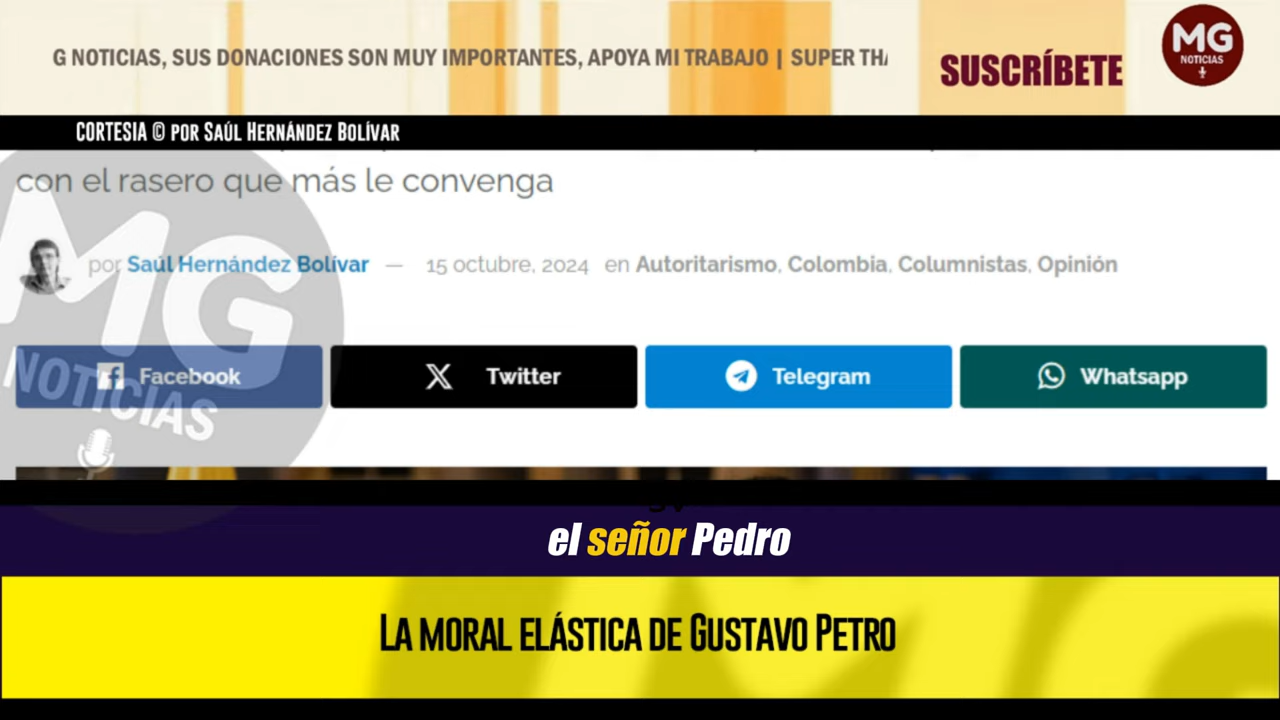 G NOTICIAS, SUS DONACIONES SON MUY IMPORTANTES, APOYA MI TRABAJO | SUPER
SUSCRÍBETE
MG
NOTICIAS
CORTESIA © POR SAÚL HERNÁNDEZ BOLÍVAR
con el rasero que más le convenga
por Saúl Hernández Bolívar — 15 octubre, 2024 en Autoritarismo, Colombia, Columnistas, Opinión
MG
NOTICIAS
Facebook
Twitter
Telegram
Whatsapp
el señor Pedro
LA MORAL ELÁSTICA DE GUSTAVO PETRO